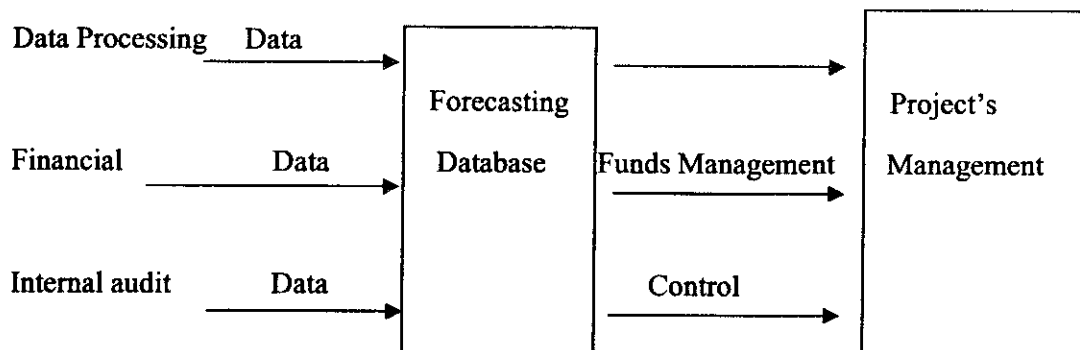 Data Processing Data
Forecasting
Project's
Financial Data Database Funds Management Management
Internal audit Data Control